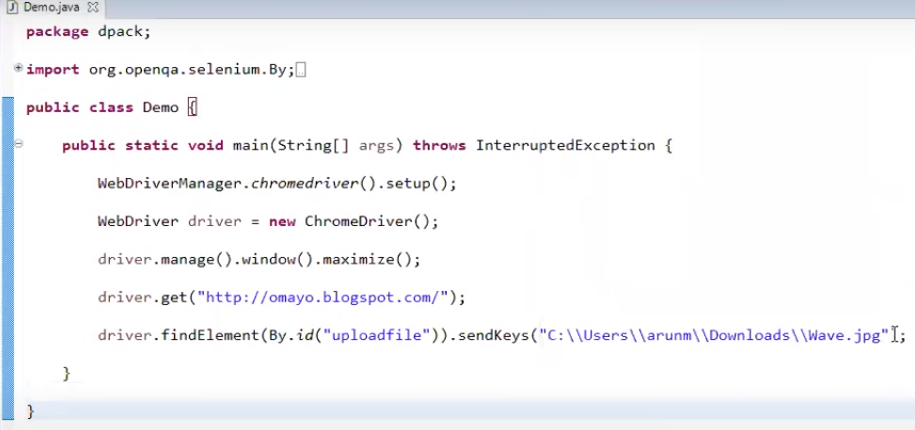 Demo.java
package dpack;
import org.openqa.selenium.By;
public class Demo {
public static void main(String[] args) throws InterruptedException {
WebDriverManager.chromedriver().setup();
WebDriver driver = new ChromeDriver();
driver.manage().window().maximize();
driver.get("http://omayo.blogspot.com/");
driver.findElement(By.id("uploadfile")).sendKeys("C:\\Users\\arunm\\Downloads\\Wave.jpg");
}
}